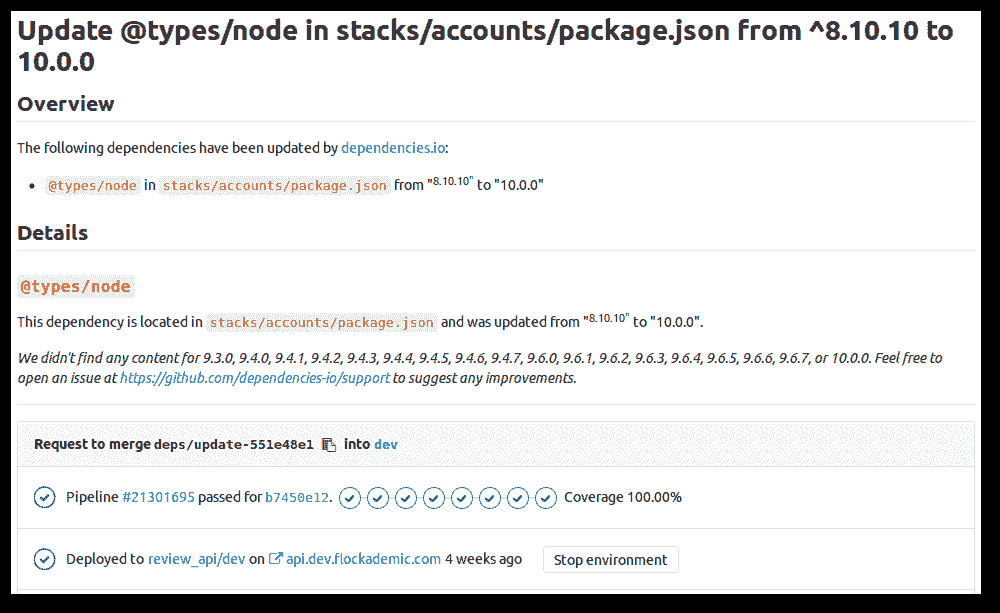 Update @types/node in stacks/accounts/package.json from ^8.10.10 to
10.0.0
Overview
The following dependencies have been updated by dependencies.io:
• @types/node in stacks/accounts/package.json from "8.10.10" to "10.0.0"
Details
@types/node
This dependency is located in stacks/accounts/package.json and was updated from "8.10.10" to "10.0.0".
We didn't find any content for 9.3.0, 9.4.0, 9.4.1, 9.4.2, 9.4.3, 9.4.4, 9.4.5, 9.4.6, 9.4.7, 9.6.0, 9.6.1, 9.6.2, 9.6.3, 9.6.4, 9.6.5, 9.6.6, 9.6.7, or 10.0.0. Feel free to
open an issue at https://github.com/dependencies-io/support to suggest any improvements.
Request to merge deps/update-551e48e1 into dev
Pipeline #21301695 passed for b7450e12. Coverage 100.00%
Deployed to review_api/dev on api.dev.flockademic.com 4 weeks ago Stop environment